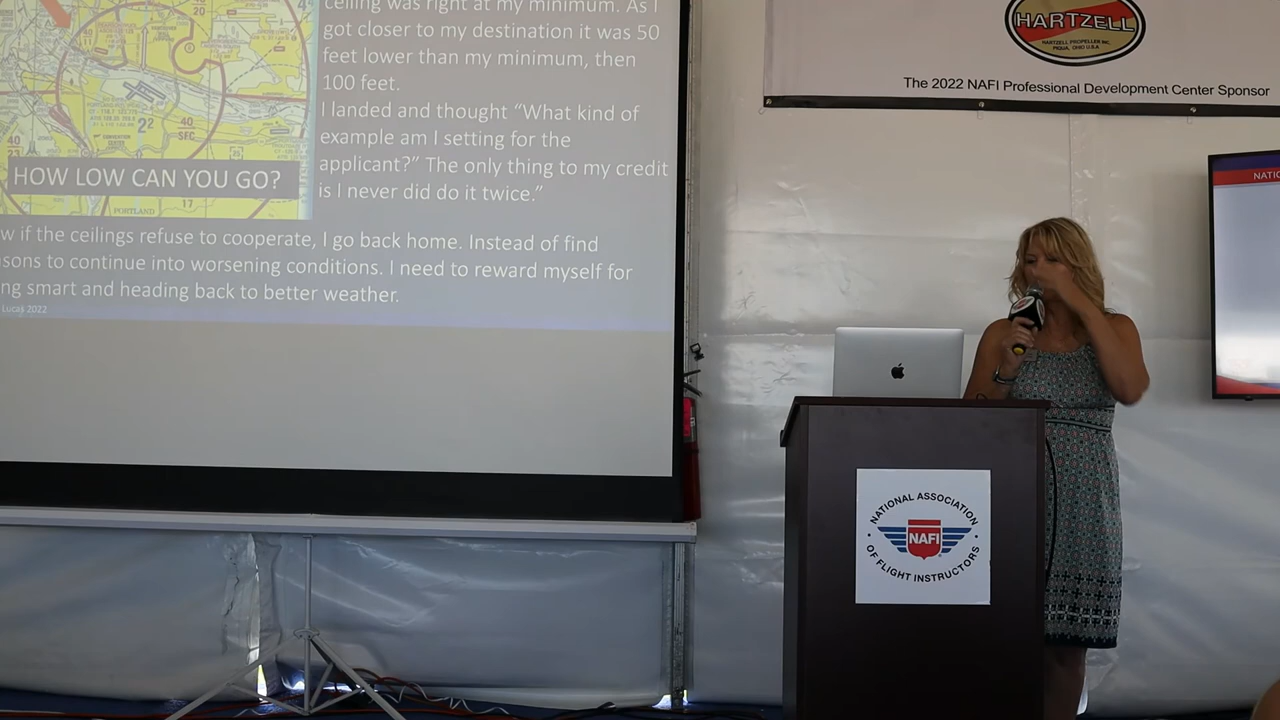 ceiling was right at my minimum. As I
got closer to my destination it was 50
feet lower than my minimum, then
100 feet.
I landed and thought "What kind of
example am I setting for the
applicant?" The only thing to my credit
is I never did do it twice."
HOW LOW CAN YOU GO?
PORTLAND
w if the ceilings refuse to cooperate, I go back home. Instead of find
sons to continue into worsening conditions. I need to reward myself for
ng smart and heading back to better weather.
Lucas 2022
HARTZELL
HARTZELL PROPELLER INC.
PIQUA, OHIO U.S.A
The 2022 NAFI Professional Development Center Sponsor
NATIO
NATIONAL ASSOCIATION
NAFI
OF FLIGHT INSTRUCTORS